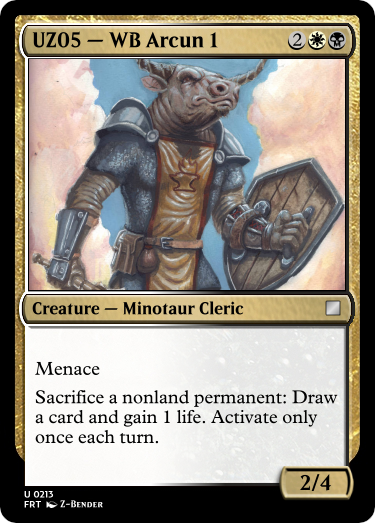 UZ05 — WB Arcun 1 2
Creature — Minotaur Cleric
Menace
Sacrifice a nonland permanent: Draw
a card and gain 1 life. Activate only
once each turn.
2/4
U 0213
FRT Z-Bender